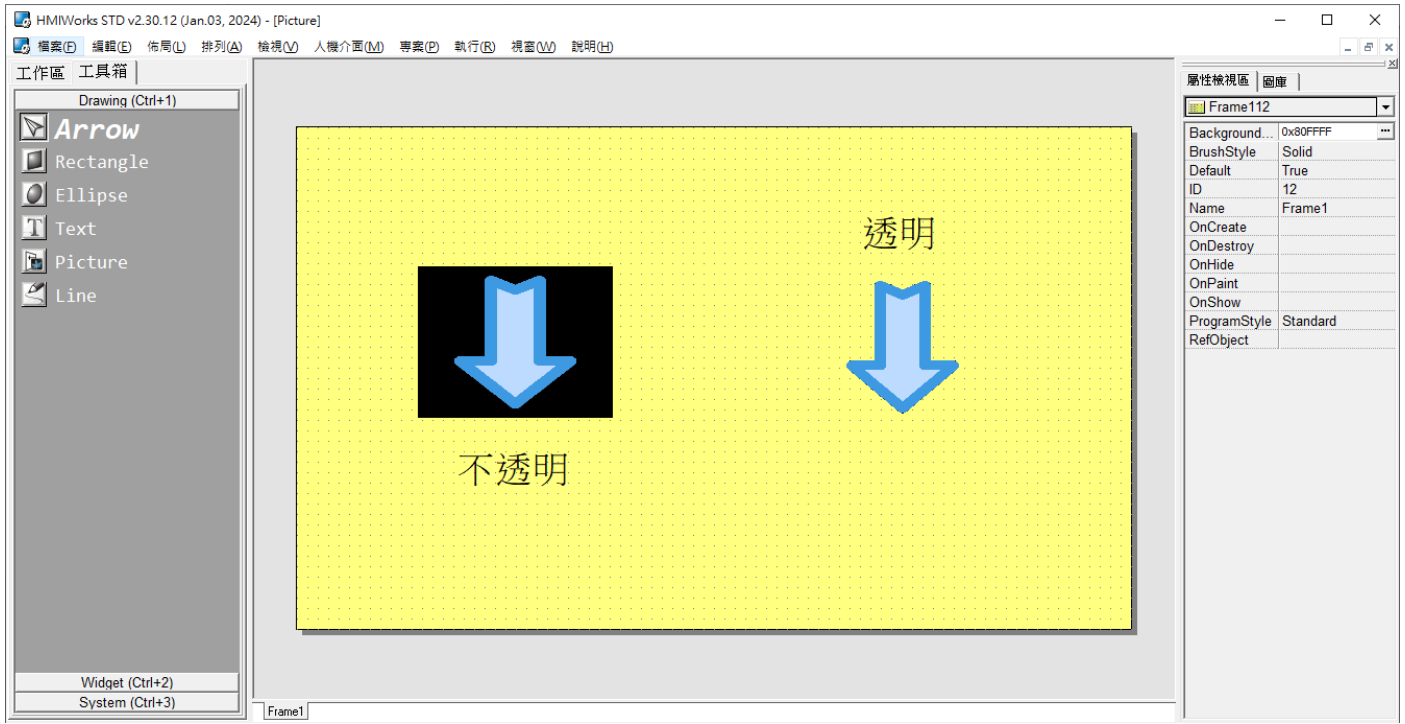 HMIWorks STD v2.30.12 (Jan.03, 2024) - [Picture]
檔案(F) 編輯(E) 佈局(L) 排列(A) 檢視(V) 人機介面(M) 專案(P) 執行(R) 視窗(W) 說明(H)
工作區 工具箱
Drawing (Ctrl+1)
Arrow
Rectangle
Ellipse
Text
Picture
Line
Widget (Ctrl+2)
System (Ctrl+3)
透明
不透明
Frame1
屬性檢視區 圖庫
Frame112
Background... 0x80FFFF ...
BrushStyle Solid
Default True
ID 12
Name Frame1
OnCreate
OnDestroy
OnHide
OnPaint
OnShow
ProgramStyle Standard
RefObject